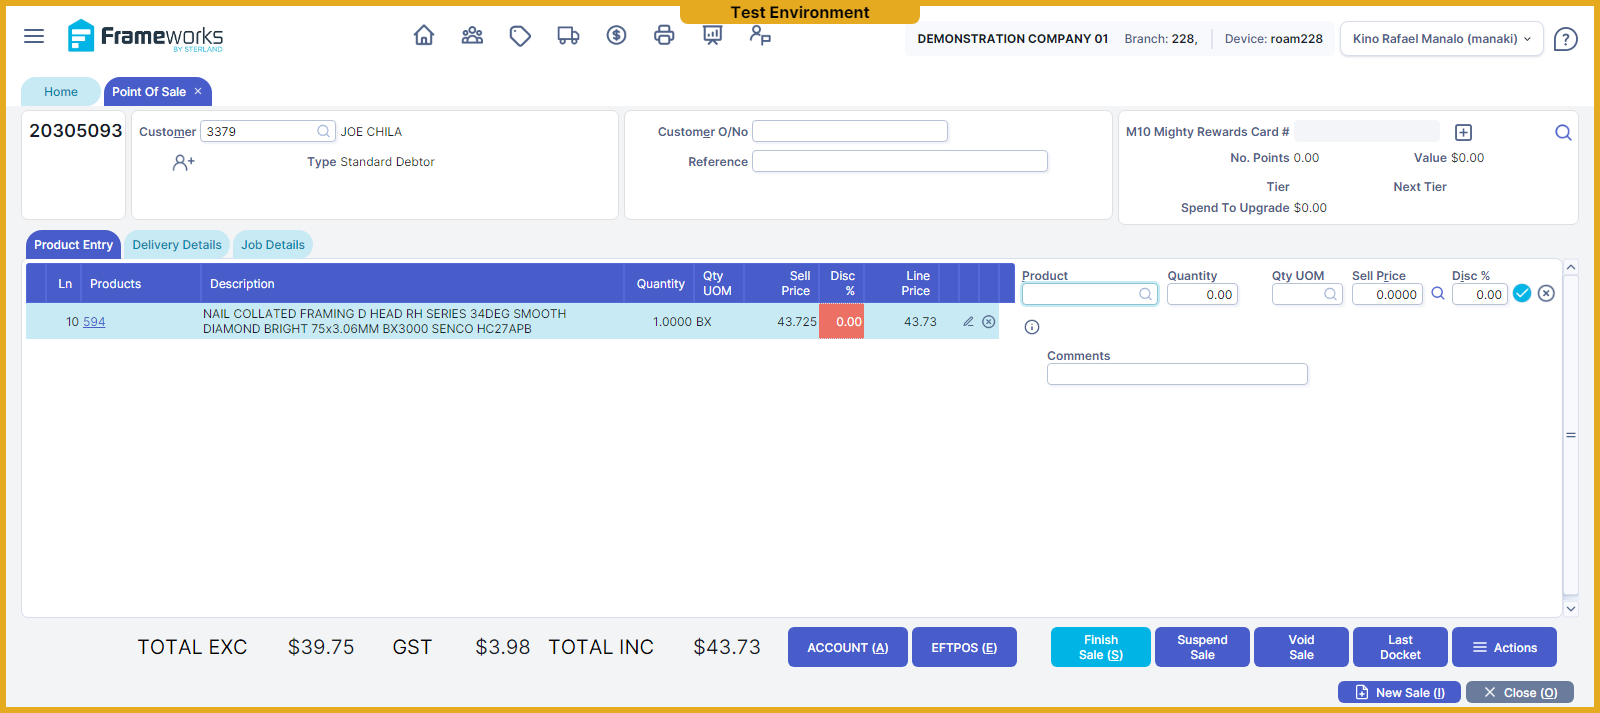 Test Environment
Frameworks
BY STERLAND
DEMONSTRATION COMPANY 01 Branch: 228, Device: roam228
Kino Rafael Manalo (manaki)
?
Home
Point Of Sale ×
20305093
Customer 3379 JOE CHILA
Type Standard Debtor
Customer O/No
Reference
M10 Mighty Rewards Card #
No. Points 0.00 Value $0.00
Tier Next Tier
Spend To Upgrade $0.00
Product Entry
Delivery Details
Job Details
Ln Products Description Quantity Qty UOM Sell Price Disc % Line Price
10 594 NAIL COLLATED FRAMING D HEAD RH SERIES 34DEG SMOOTH
DIAMOND BRIGHT 75x3.06MM BX3000 SENCO HC27APB
1.0000 BX 43.725 0.00 43.73
Product Quantity Qty UOM Sell Price Disc %
0.00 0.0000 0.00
Comments
TOTAL EXC $39.75 GST $3.98 TOTAL INC $43.73
ACCOUNT (A)
EFTPOS (E)
Finish
Sale (S)
Suspend
Sale
Void
Sale
Last
Docket
Actions
New Sale (I)
Close (O)